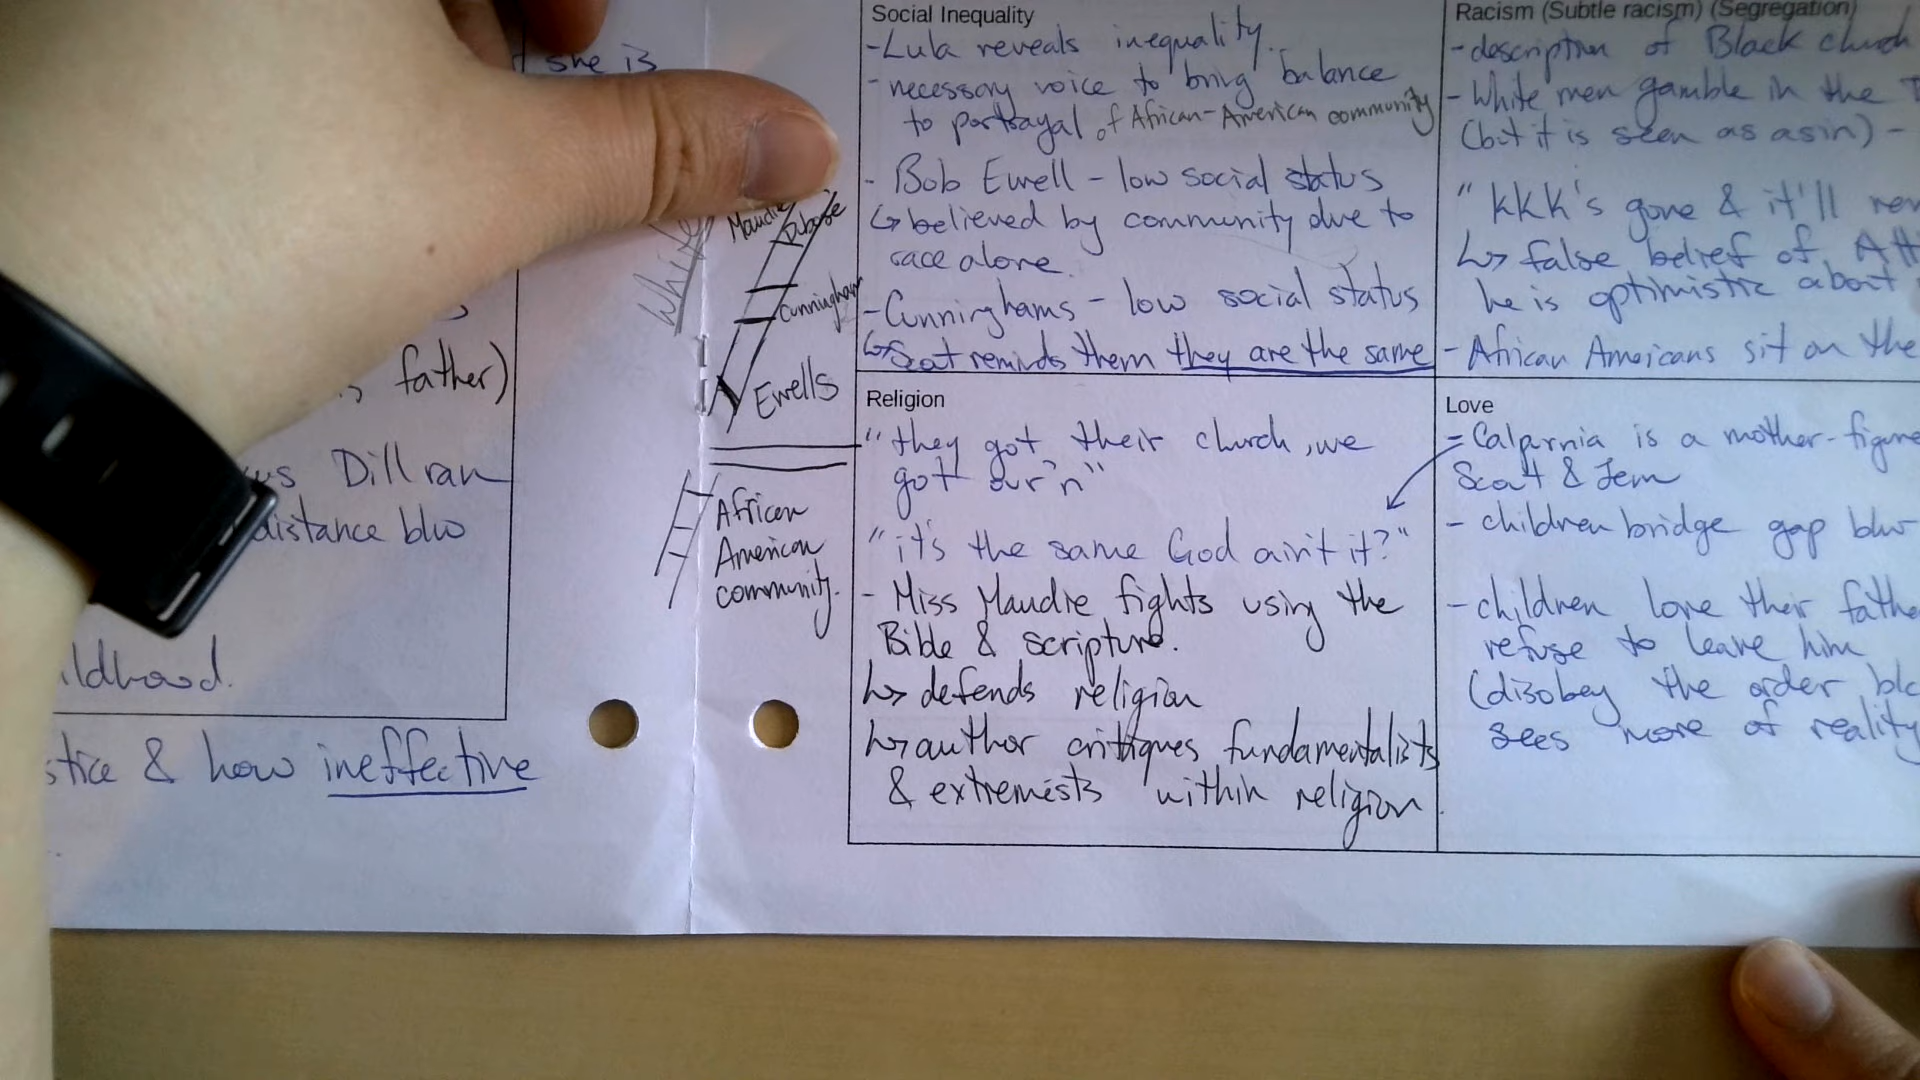 she is
father)
Dill ran
distance b/w
ildhood.
stice & how ineffective
White
Maudie
Dubose
Cunningham
Ewells
African
American
community.
Social Inequality
- Lula reveals inequality.
- necessary voice to bring balance
to portrayal of African-American community
- Bob Ewell - low social status
↳ believed by community due to
race alone.
- Cunninghams - low social status
↳ Scout reminds them they are the same
Religion
"they got their church, we
got our'n"
"it's the same God ain't it?"
- Miss Maudie fights using the
Bible & scripture.
↳ defends religion
↳ author critiques fundamentalists
& extremists within religion.
Racism (Subtle racism) (Segregation)
- description of Black church
- White men gamble in the
(but it is seen as a sin) -
"KKK's gone & it'll
↳ false belief of
he is optimistic about
- African Americans sit on the
Love
- Calpurnia is a mother-figure
Scout & Jem
- children bridge gap b/w
- children love their father
refuse to leave him
(disobey the order b/c
sees more of reality